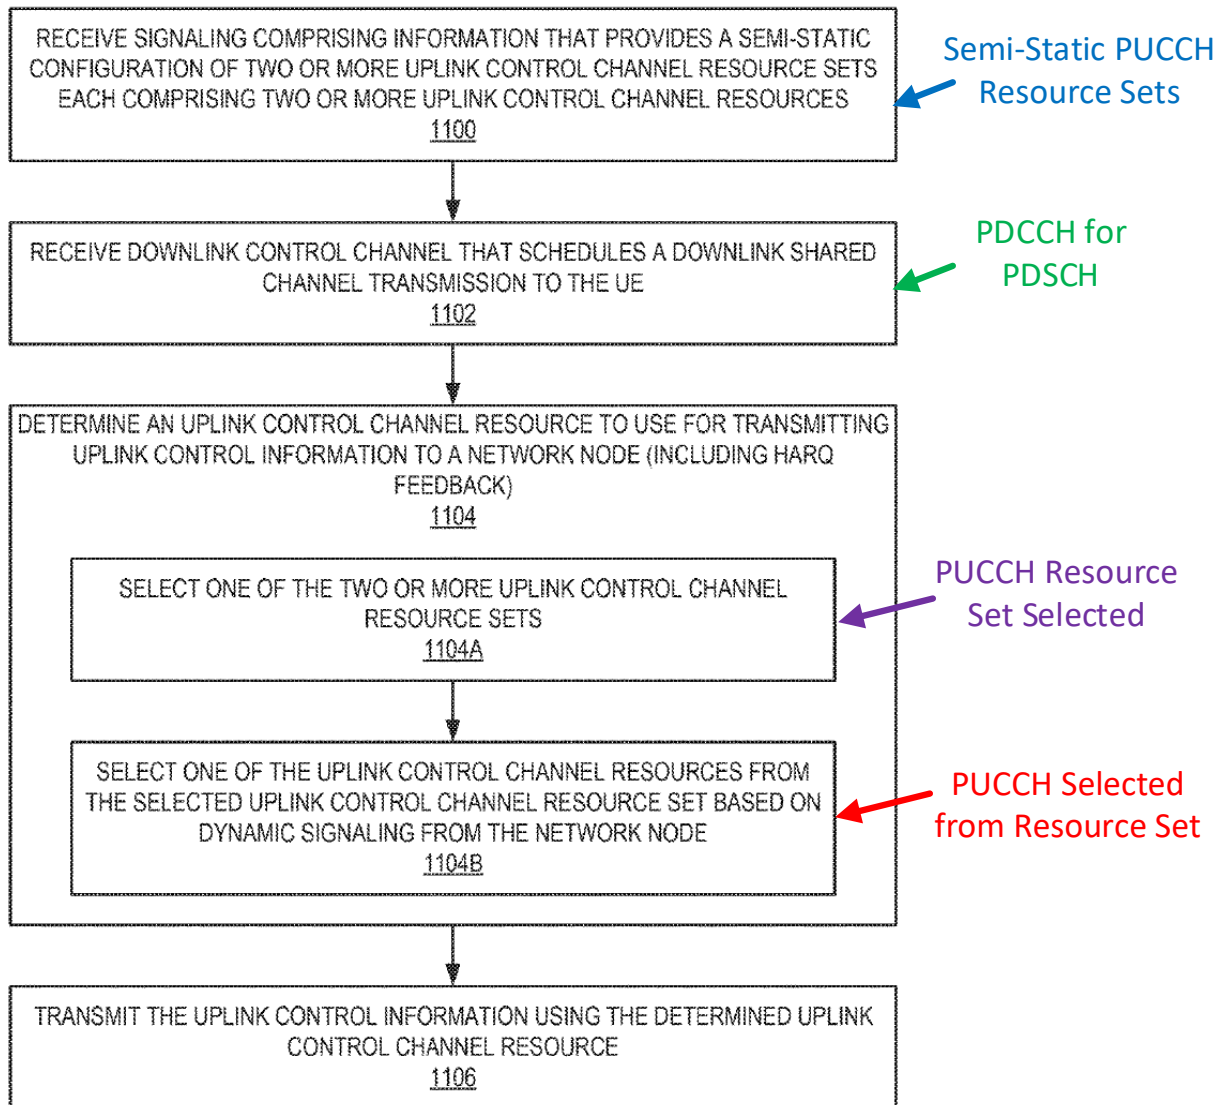 RECEIVE SIGNALING COMPRISING INFORMATION THAT PROVIDES A SEMI-STATIC
CONFIGURATION OF TWO OR MORE UPLINK CONTROL CHANNEL RESOURCE SETS
EACH COMPRISING TWO OR MORE UPLINK CONTROL CHANNEL RESOURCES
1100
Semi-Static PUCCH
Resource Sets
RECEIVE DOWNLINK CONTROL CHANNEL THAT SCHEDULES A DOWNLINK SHARED
CHANNEL TRANSMISSION TO THE UE
1102
PDCCH for
PDSCH
DETERMINE AN UPLINK CONTROL CHANNEL RESOURCE TO USE FOR TRANSMITTING
UPLINK CONTROL INFORMATION TO A NETWORK NODE (INCLUDING HARQ
FEEDBACK)
1104
SELECT ONE OF THE TWO OR MORE UPLINK CONTROL CHANNEL
RESOURCE SETS
1104A
PUCCH Resource
Set Selected
SELECT ONE OF THE UPLINK CONTROL CHANNEL RESOURCES FROM
THE SELECTED UPLINK CONTROL CHANNEL RESOURCE SET BASED ON
DYNAMIC SIGNALING FROM THE NETWORK NODE
1104B
PUCCH Selected
from Resource Set
TRANSMIT THE UPLINK CONTROL INFORMATION USING THE DETERMINED UPLINK
CONTROL CHANNEL RESOURCE
1106